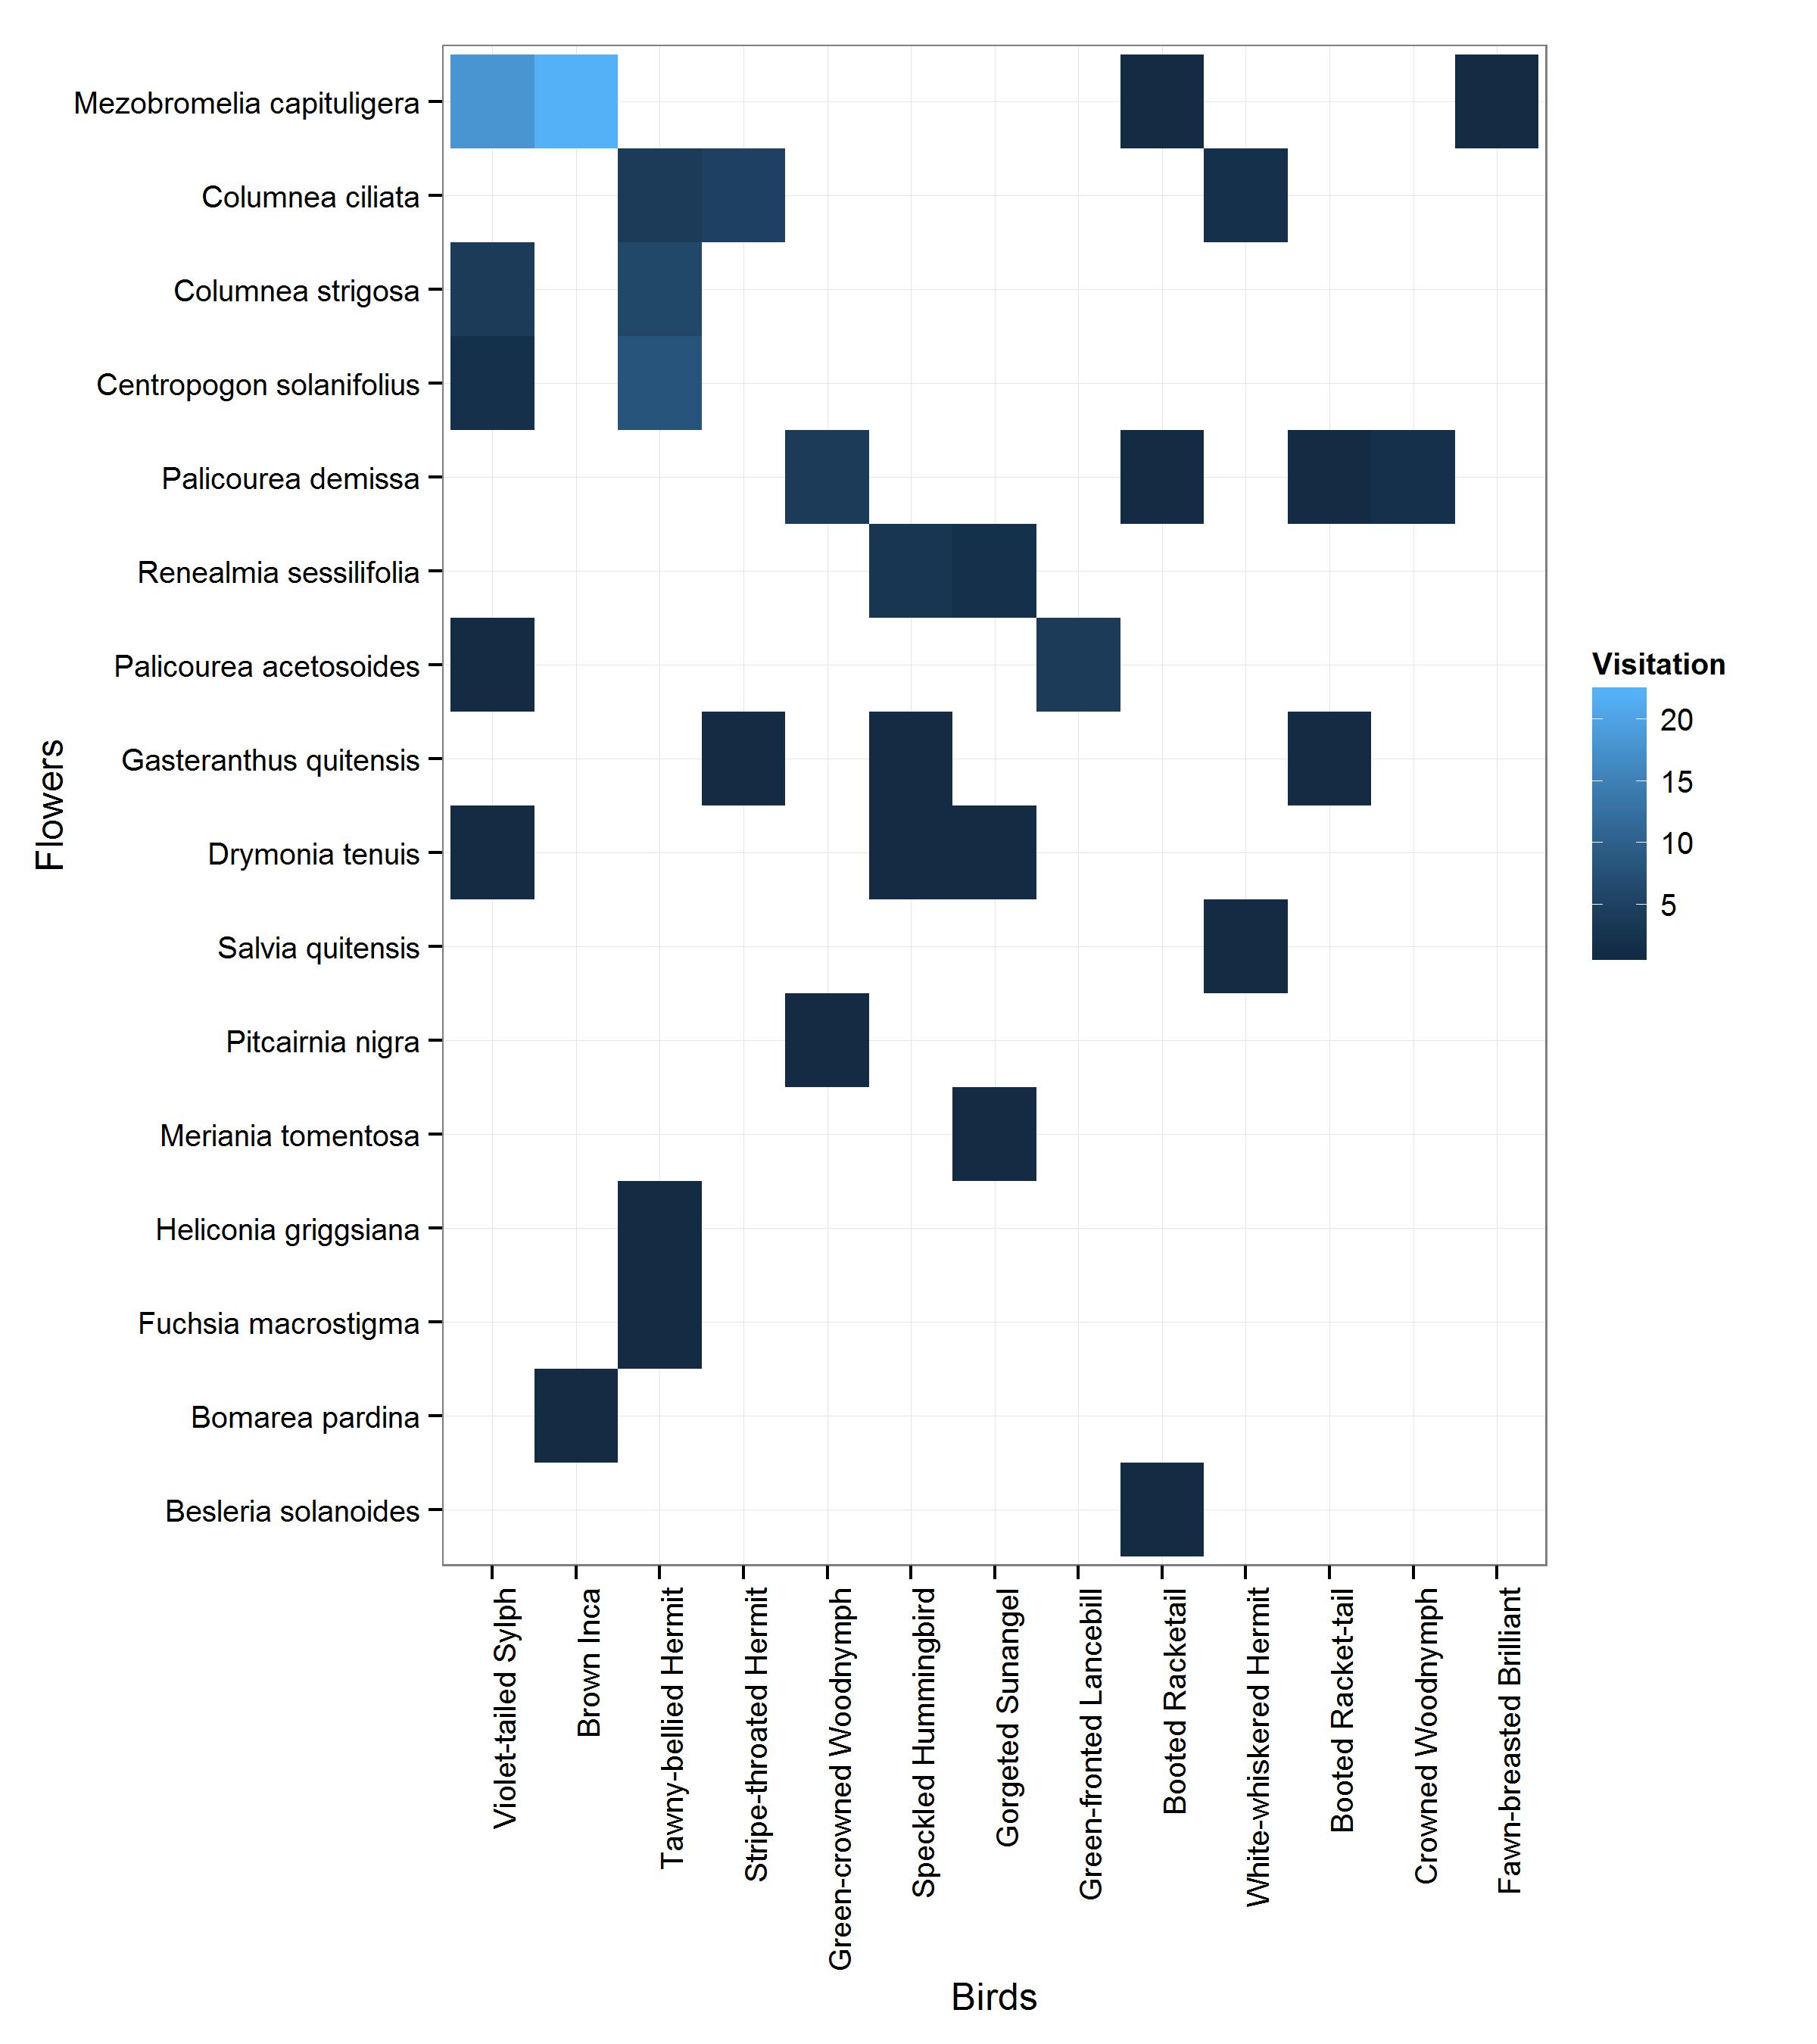 Mezobromelia capituligera
Columnea ciliata
Columnea strigosa
Centropogon solanifolius
Palicourea demissa
Renealmia sessilifolia
Palicourea acetosoides
Gasteranthus quitensis
Drymonia tenuis
Salvia quitensis
Pitcairnia nigra
Meriania tomentosa
Heliconia griggsiana
Fuchsia macrostigma
Bomarea pardina
Besleria solanoides
Flowers
Violet-tailed Sylph
Brown Inca
Tawny-bellied Hermit
Stripe-throated Hermit
Green-crowned Woodnymph
Speckled Hummingbird
Gorgeted Sunangel
Green-fronted Lancebill
Booted Racketail
White-whiskered Hermit
Booted Racket-tail
Crowned Woodnymph
Fawn-breasted Brilliant
Birds
Visitation
20
15
10
5